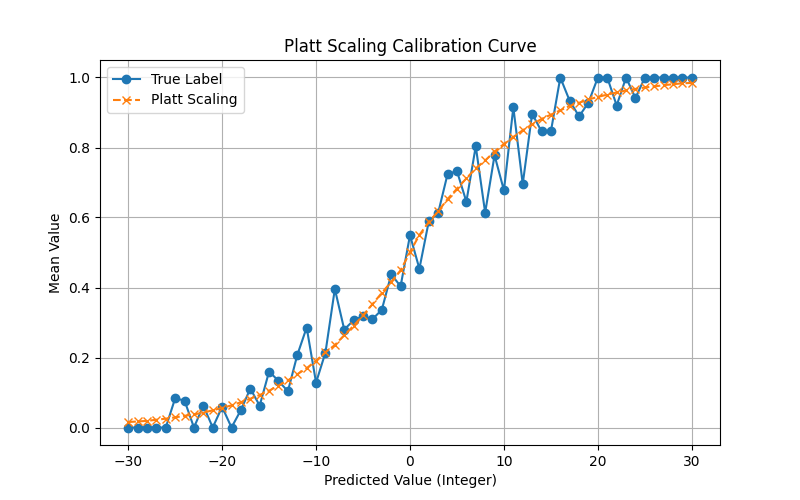 Platt Scaling Calibration Curve
True Label
Platt Scaling
Mean Value
1.0
0.8
0.6
0.4
0.2
0.0
−30
−20
−10
0
10
20
30
Predicted Value (Integer)